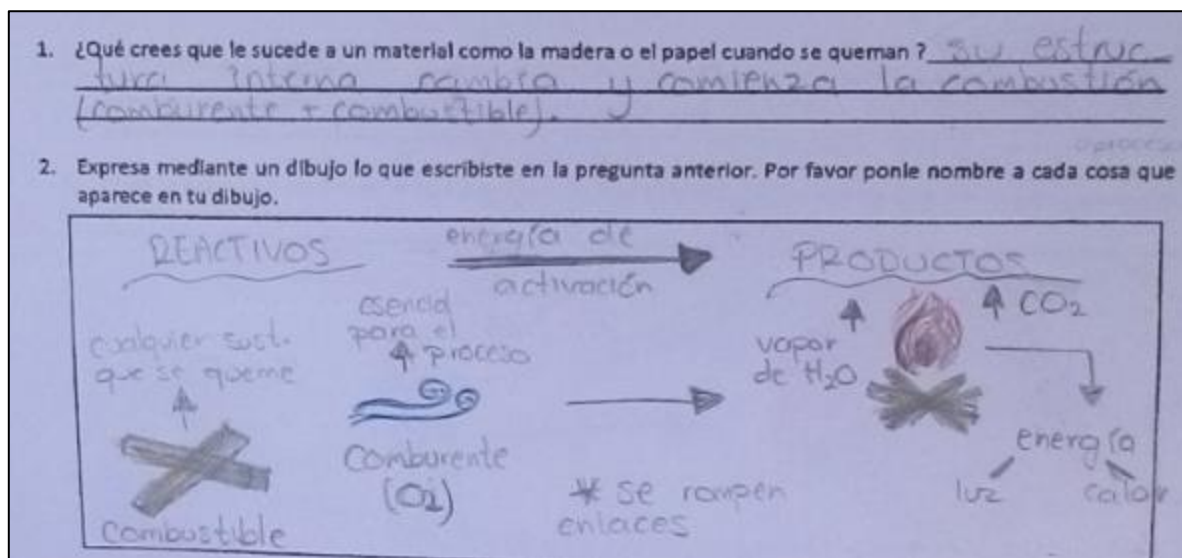 1. ¿Qué crees que le sucede a un material como la madera o el papel cuando se queman ? Su estruc-
tura interna cambia y comienza la combustión
(comburente + combustible).
2. Expresa mediante un dibujo lo que escribiste en la pregunta anterior. Por favor ponle nombre a cada cosa que
aparece en tu dibujo.
REACTIVOS
energía de
activación
PRODUCTOS
cualquier sust.
que se queme
esencial
para el
proceso
vapor
de H2O
CO2
Combustible
Comburente
(O2)
* se rompen
enlaces
energía
luz
calor